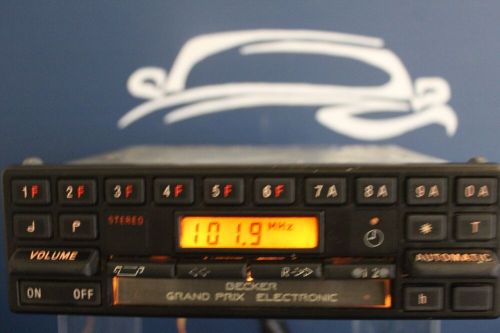 1F 2F 3F 4F 5F 6F 7A 8A 9A 0A
P STEREO 101.9 MHz * T
VOLUME AUTOMATIC
<< R >>
ON OFF BECKER
GRAND PRIX ELECTRONIC